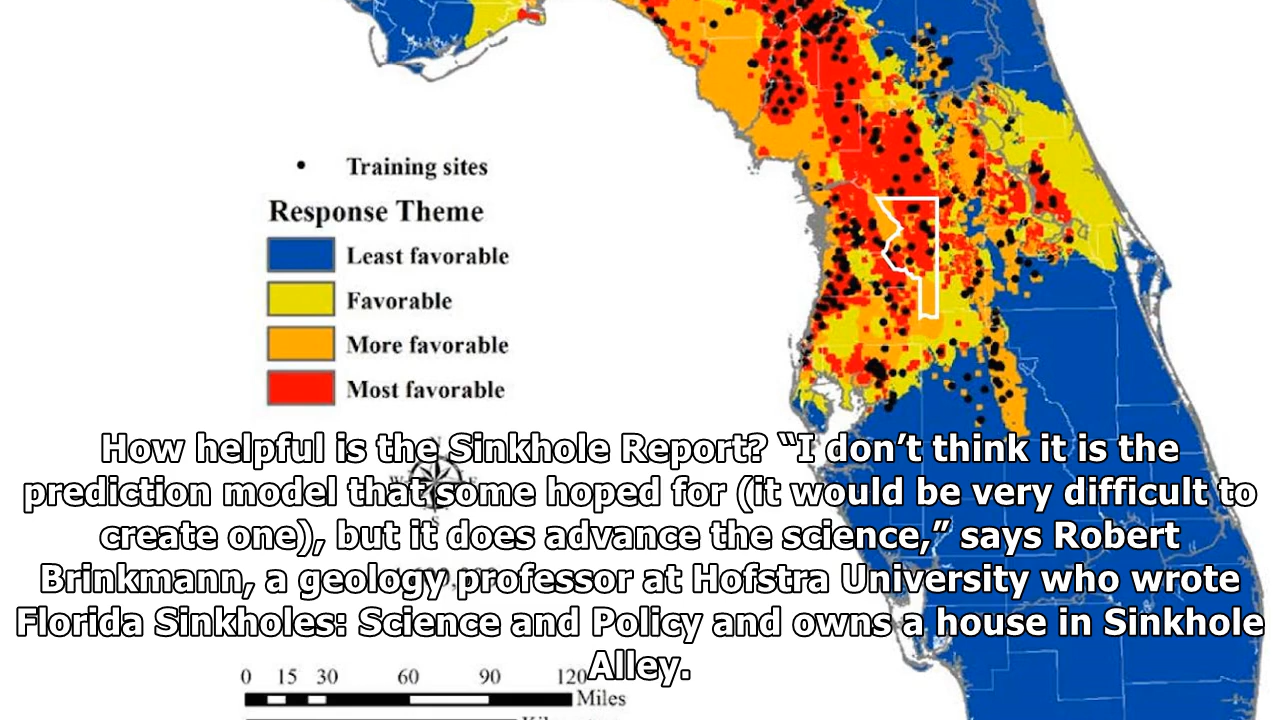 Training sites
Response Theme
Least favorable
Favorable
More favorable
Most favorable
How helpful is the Sinkhole Report? “I don’t think it is the
prediction model that some hoped for (it would be very difficult to
create one), but it does advance the science,” says Robert
Brinkmann, a geology professor at Hofstra University who wrote
Florida Sinkholes: Science and Policy and owns a house in Sinkhole
Alley.
0 15 30 60 90 120
Miles